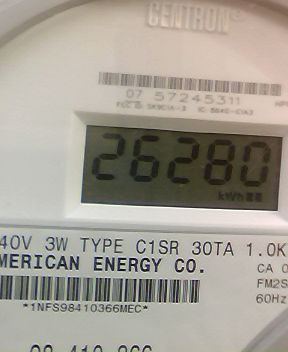 CENTRON®
07 57245311
26280
kWh
40V 3W TYPE C1SR 30TA 1.0K
MERICAN ENERGY CO.
CA 0
FM2S
60Hz
*1NFS98410366MEC*